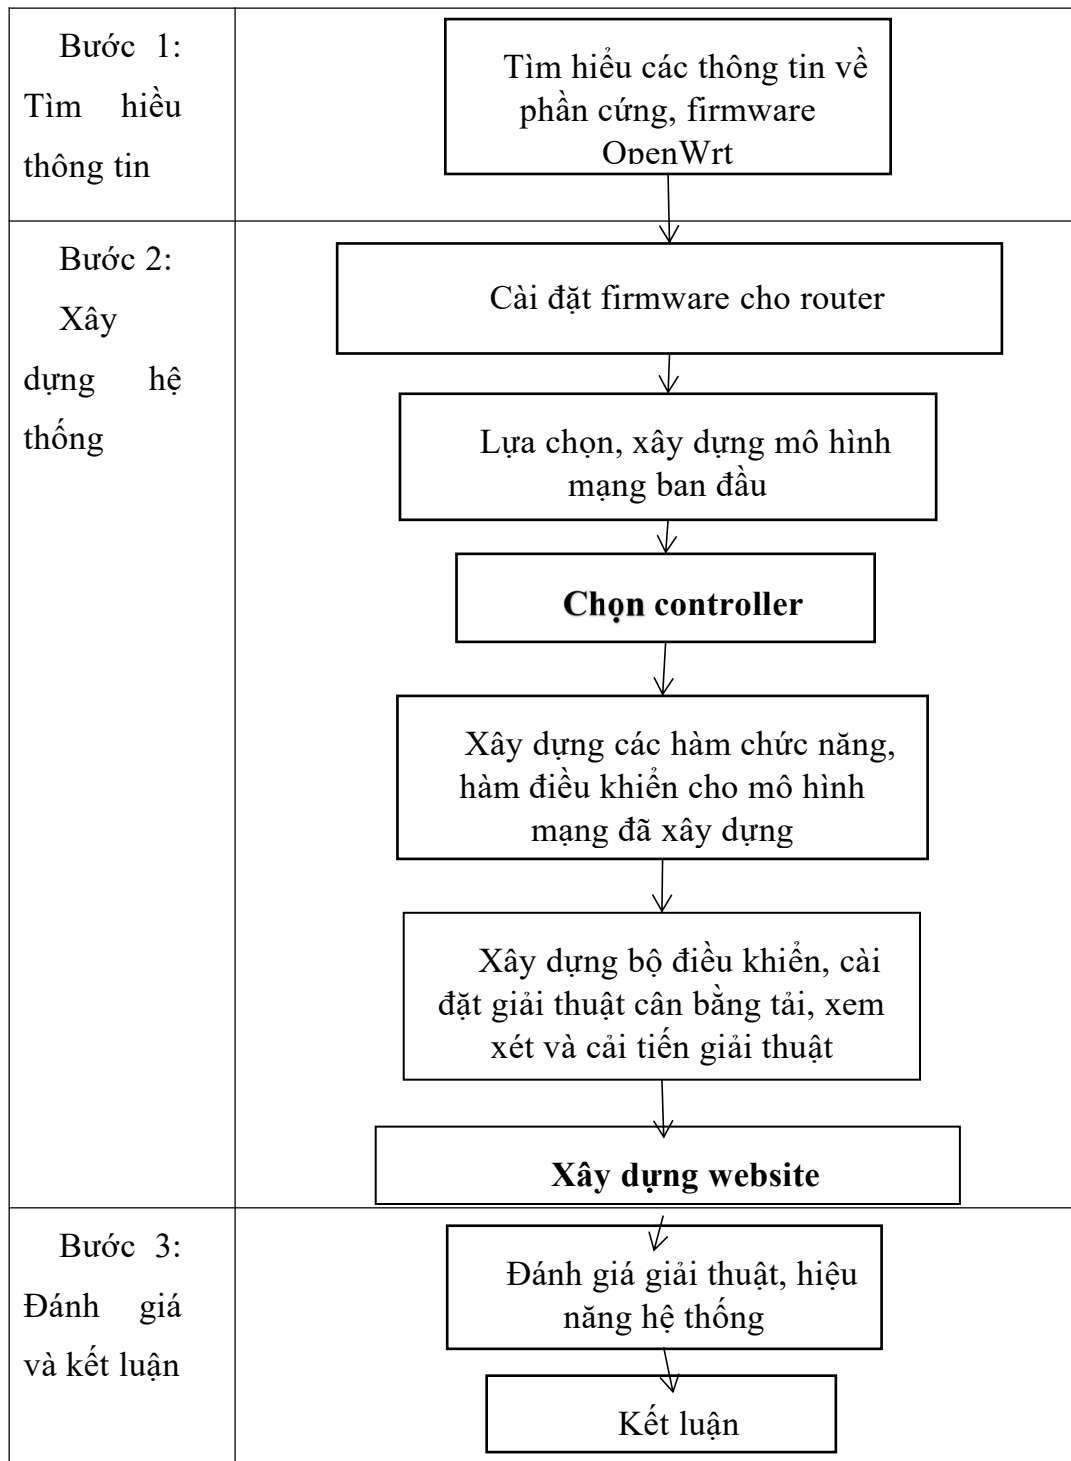 Bước 1:
Tìm hiều
thông tin
Tìm hiểu các thông tin về
phần cứng, firmware
OpenWrt
Bước 2:
Xây
dựng hệ
thống
Cài đặt firmware cho router
Lựa chọn, xây dựng mô hình
mạng ban đầu
Chọn controller
Xây dựng các hàm chức năng,
hàm điều khiển cho mô hình
mạng đã xây dựng
Xây dựng bộ điều khiển, cài
đặt giải thuật cân bằng tải, xem
xét và cải tiến giải thuật
Xây dựng website
Bước 3:
Đánh giá
và kết luận
Đánh giá giải thuật, hiệu
năng hệ thống
Kết luận